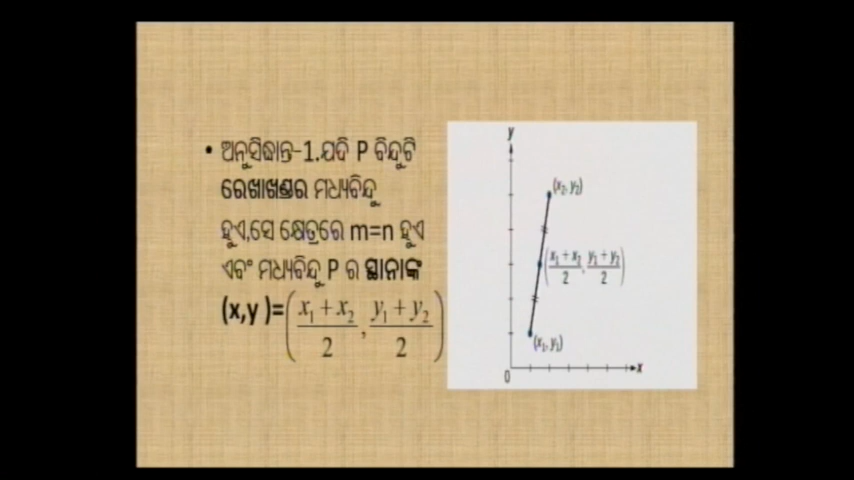 • ଅନୁସିଦ୍ଧାନ୍ତ-1.ଯଦି P ବିନ୍ଦୁଟି
ରେଖାଖଣ୍ଡର ମଧ୍ୟବିନ୍ଦୁ
ହୁଏ,ସେ କ୍ଷେତ୍ରରେ m=n ହୁଏ
ଏବଂ ମଧ୍ୟବିନ୍ଦୁ P ର ସ୍ଥାନାଙ୍କ
(x,y )=((x₁ + x₂)/2, (y₁ + y₂)/2)
y
(x₂, y₂)
((x₁ + x₂)/2, (y₁ + y₂)/2)
(x₁, y₁)
0
x